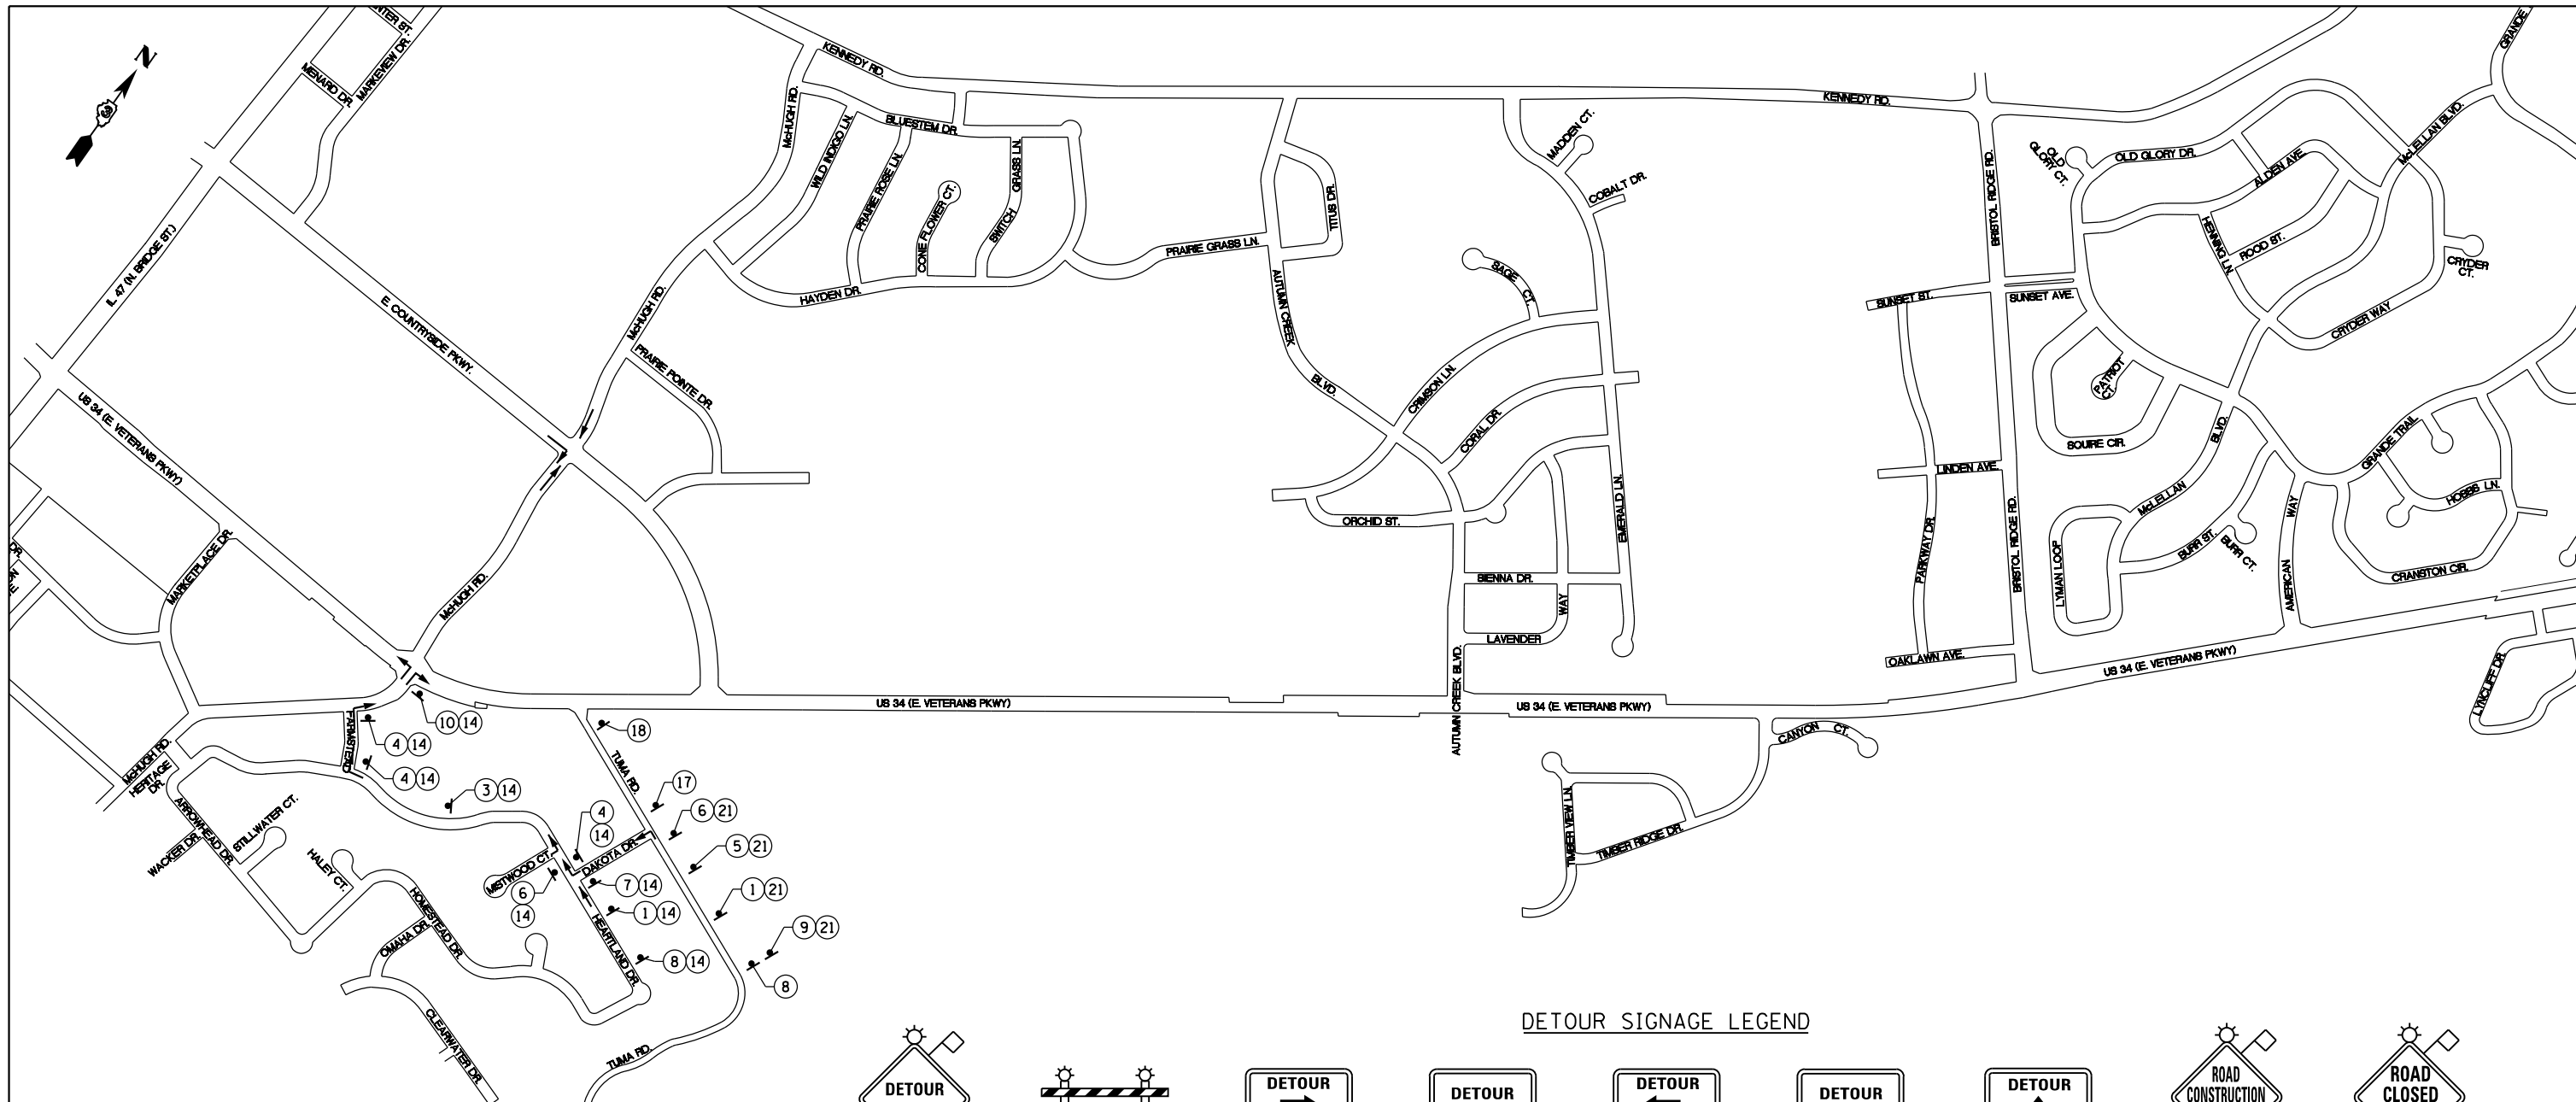 N
NTER ST.
MARKEVIEW DR.
MENARD DR.
IL 47 (N. BRIDGE ST.)
E COUNTRYSIDE PKWY.
US 34 (E. VETERANS PKWY)
MARKETPLACE DR.
KENNEDY RD.
McHUGH RD.
BLUESTEM DR.
WILD INDIGO LN.
PRAIRIE ROSE LN.
CONE FLOWER CT.
SWITCH
GRASS LN.
HAYDEN DR.
McHUGH RD.
PRAIRIE POINTE DR.
PRAIRIE GRASS LN.
TITUS DR.
AUTUMN CREEK
BLVD.
MADDEN CT.
COBALT DR.
SAGE CT.
CRIMSON LN.
CORAL DR.
ORCHID ST.
EMERALD LN.
SIENNA DR.
LAVENDER
WAY
AUTUMN CREEK BLVD.
KENNEDY RD.
BRISTOL RIDGE RD.
OLD
GLORY CT.
OLD GLORY DR.
ALDEN AVE.
McLELLAN BLVD.
GRANDE
HENNING LN.
ROOD ST.
CRYDER
CT.
CRYDER WAY
SUNSET ST.
SUNSET AVE.
PATRIOT
CT.
SQUIRE CIR.
LINDEN AVE.
PARKWAY DR.
BRISTOL RIDGE RD.
OAKLAWN AVE.
McLELLAN
BLVD.
LYMAN LOOP
BURR ST.
BURR CT.
AMERICAN
WAY
GRANDE TRAIL
HOBBS LN.
CRANSTON CIR.
LYNCLIFF DR.
US 34 (E. VETERANS PKWY)
US 34 (E. VETERANS PKWY)
US 34 (E. VETERANS PKWY)
CANYON CT.
TIMBER VIEW LN.
TIMBER RIDGE DR.
DR.
McHUGH RD.
FARMSTEAD
McHUGH RD.
HERITAGE
DR.
ARROWHEAD DR.
WACKER DR.
STILLWATER CT.
HALEY CT.
HOMESTEAD DR.
OMAHA DR.
CLEARWATER DR.
MISTWOOD CT.
DAKOTA DR.
HEARTLAND DR.
TUMA RD.
TUMA RD.
10 14
4 14
4 14
3 14
4
14
6
14
7 14
1 14
8 14
18
17
6 21
5 21
1 21
9 21
8
DETOUR SIGNAGE LEGEND
DETOUR
DETOUR
DETOUR
DETOUR
DETOUR
DETOUR
ROAD
CONSTRUCTION
ROAD
CLOSED